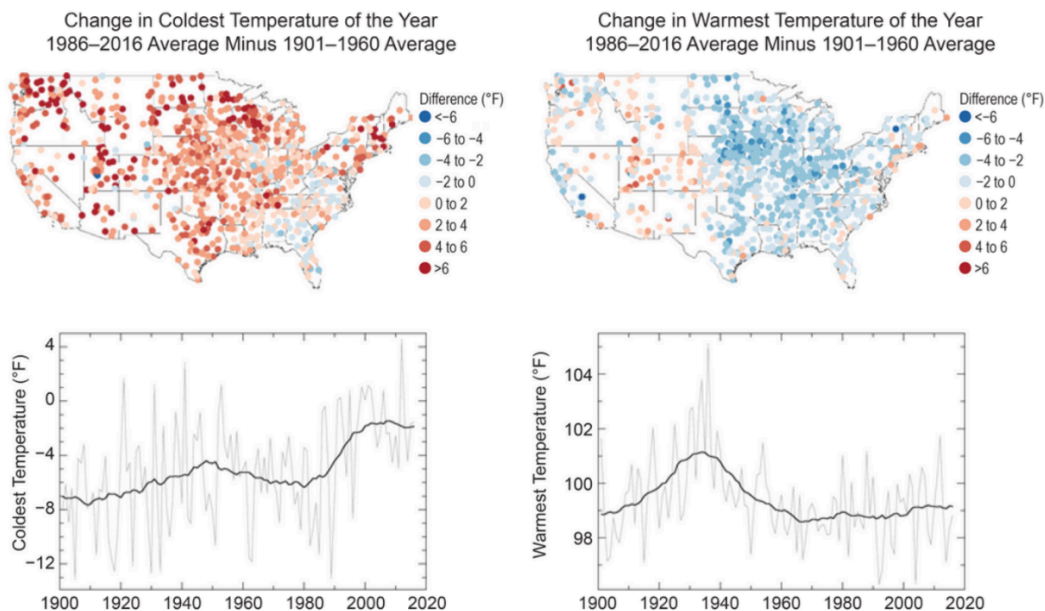 Change in Coldest Temperature of the Year
1986–2016 Average Minus 1901–1960 Average
Difference (°F)
<-6
-6 to -4
-4 to -2
-2 to 0
0 to 2
2 to 4
4 to 6
>6
Change in Warmest Temperature of the Year
1986–2016 Average Minus 1901–1960 Average
Difference (°F)
<-6
-6 to -4
-4 to -2
-2 to 0
0 to 2
2 to 4
4 to 6
>6
Coldest Temperature (°F)
4
0
-4
-8
-12
1900 1920 1940 1960 1980 2000 2020
Warmest Temperature (°F)
104
102
100
98
1900 1920 1940 1960 1980 2000 2020